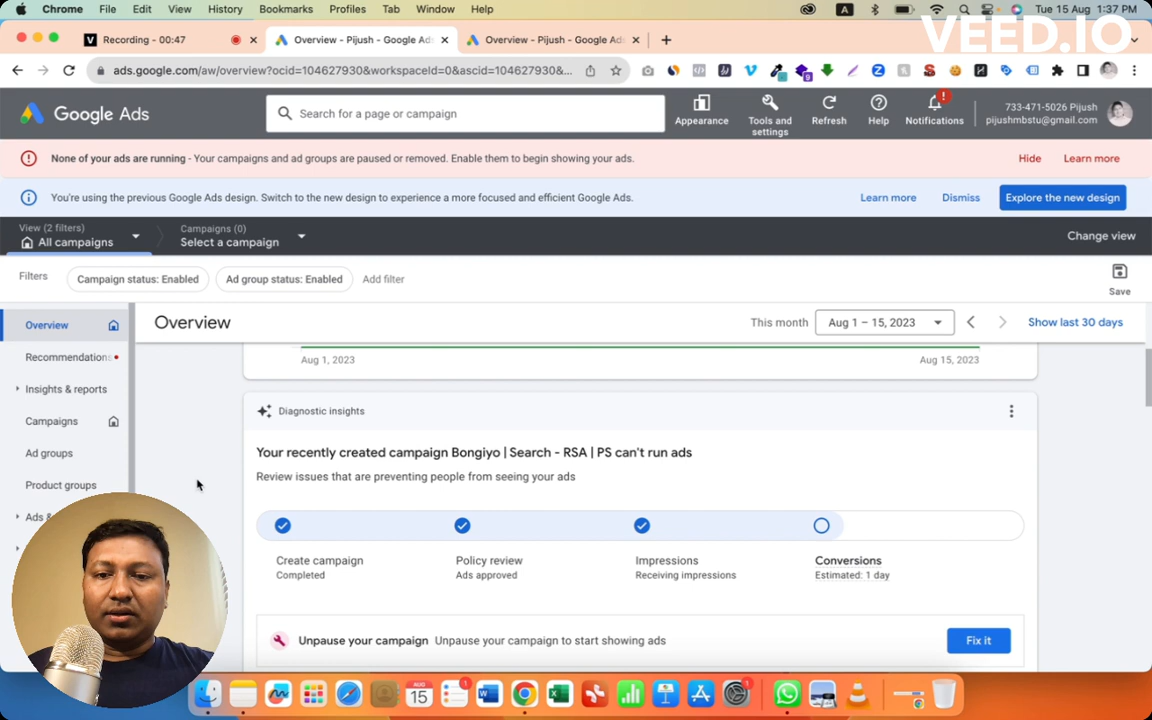 Chrome File Edit View History Bookmarks Profiles Tab Window Help A Tue 15 Aug 1:37 PM
VEED.IO
V Recording - 00:47 Overview - Pijush - Google Ads Overview - Pijush - Google Ads
ads.google.com/aw/overview?ocid=104627930&workspaceId=0&ascid=104627930&...
Google Ads
Search for a page or campaign
Appearance
Tools and
settings
Refresh
Help
Notifications
733-471-5026 Pijush
pijushmbstu@gmail.com
None of your ads are running - Your campaigns and ad groups are paused or removed. Enable them to begin showing your ads. Hide Learn more
You're using the previous Google Ads design. Switch to the new design to experience a more focused and efficient Google Ads. Learn more Dismiss Explore the new design
View (2 filters)
All campaigns
Campaigns (0)
Select a campaign
Change view
Filters Campaign status: Enabled Ad group status: Enabled Add filter
Save
Overview
Recommendations
Insights & reports
Campaigns
Ad groups
Product groups
Ads &
Overview
This month Aug 1 – 15, 2023 Show last 30 days
Aug 1, 2023 Aug 15, 2023
Diagnostic insights
Your recently created campaign Bongiyo | Search - RSA | PS can't run ads
Review issues that are preventing people from seeing your ads
Create campaign
Completed
Policy review
Ads approved
Impressions
Receiving impressions
Conversions
Estimated: 1 day
Unpause your campaign Unpause your campaign to start showing ads Fix it
AUG
15